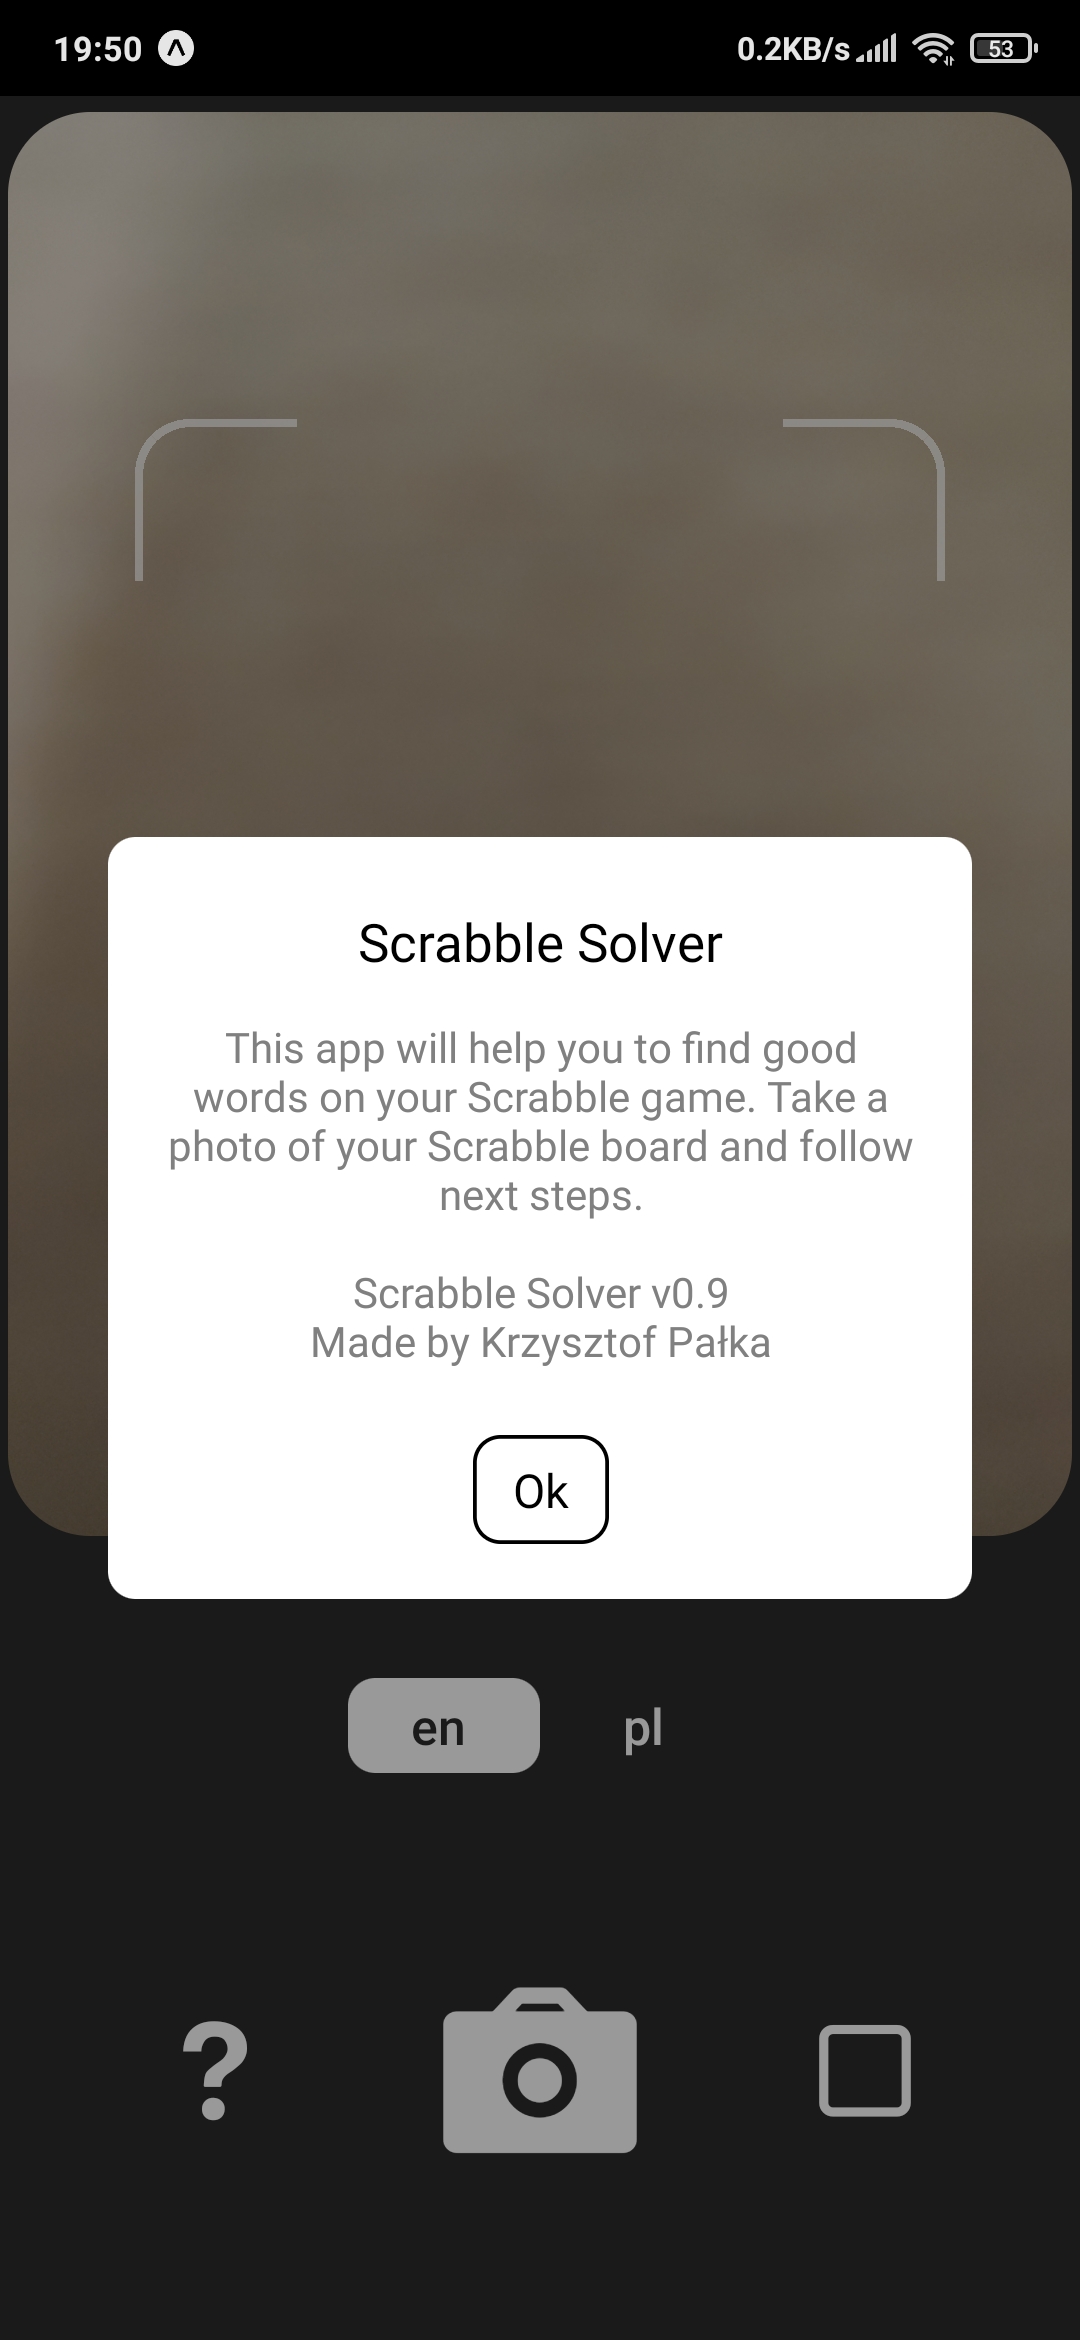 19:50
0.2KB/s
53
Scrabble Solver
This app will help you to find good
words on your Scrabble game. Take a
photo of your Scrabble board and follow
next steps.
Scrabble Solver v0.9
Made by Krzysztof Pałka
Ok
en
pl
?